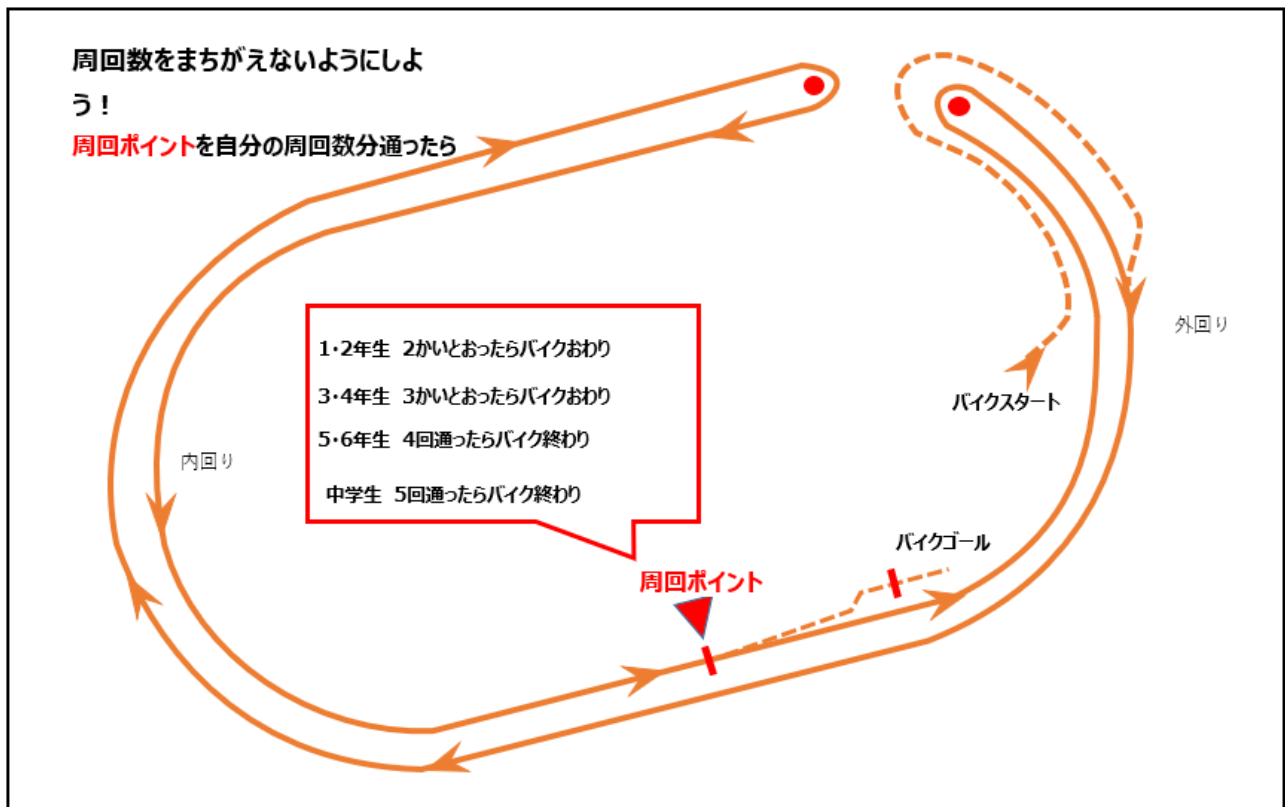 周回数をまちがえないようにしよ
う！
周回ポイントを自分の周回数分通ったら
外回り
1・2年生 2かいとおったらバイクおわり
3・4年生 3かいとおったらバイクおわり
バイクスタート
5・6年生 4回通ったらバイク終わり
内回り
中学生 5回通ったらバイク終わり
バイクゴール
周回ポイント